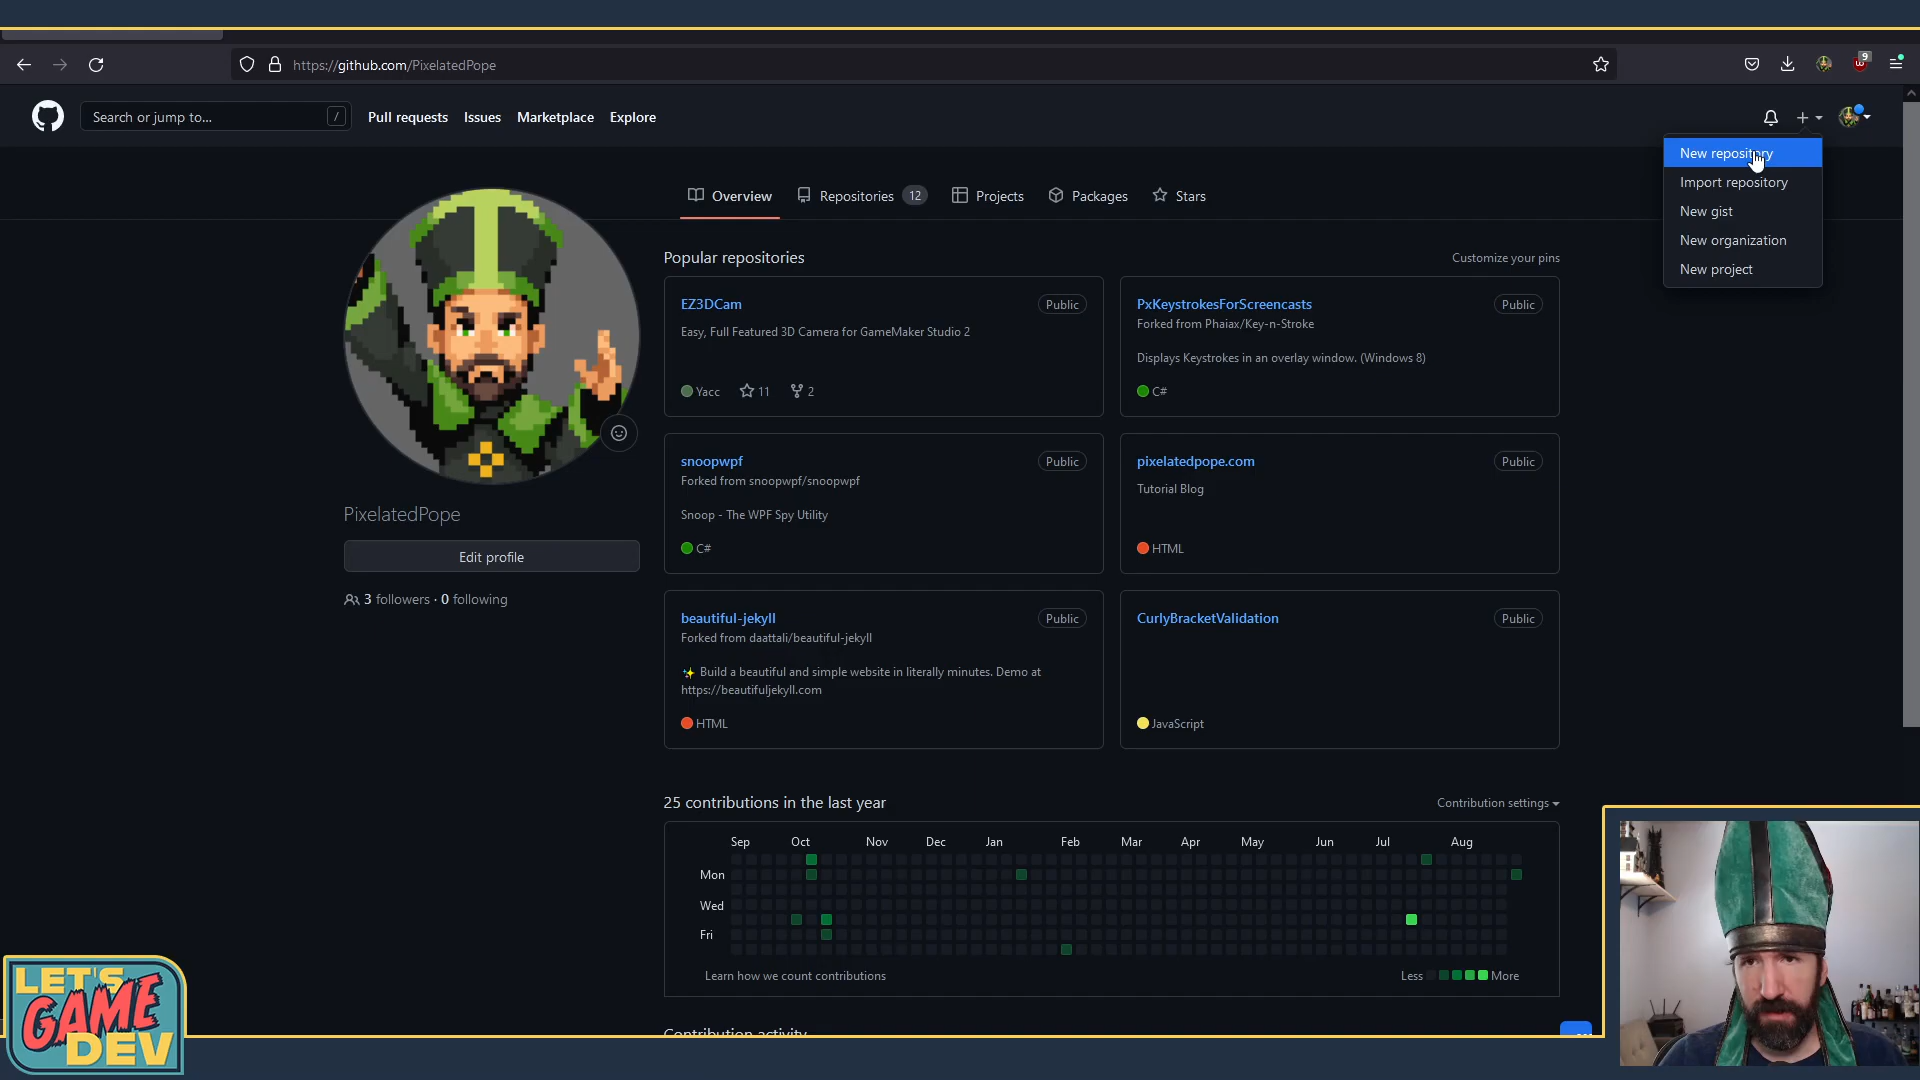 https://github.com/PixelatedPope
9
Search or jump to...
/
Pull requests
Issues
Marketplace
Explore
New repository
Import repository
New gist
New organization
New project
Overview
Repositories 12
Projects
Packages
Stars
PixelatedPope
Edit profile
3 followers · 0 following
Popular repositories
Customize your pins
EZ3DCam
Public
Easy, Full Featured 3D Camera for GameMaker Studio 2
Yacc 11 2
PxKeystrokesForScreencasts
Public
Forked from Phaiax/Key-n-Stroke
Displays Keystrokes in an overlay window. (Windows 8)
C#
snoopwpf
Public
Forked from snoopwpf/snoopwpf
Snoop - The WPF Spy Utility
C#
pixelatedpope.com
Public
Tutorial Blog
HTML
beautiful-jekyll
Public
Forked from daattali/beautiful-jekyll
✨ Build a beautiful and simple website in literally minutes. Demo at
https://beautifuljekyll.com
HTML
CurlyBracketValidation
Public
JavaScript
25 contributions in the last year
Contribution settings
Sep Oct Nov Dec Jan Feb Mar Apr May Jun Jul Aug
Mon
Wed
Fri
Learn how we count contributions
Less More
Contribution activity
LET'S
GAME
DEV